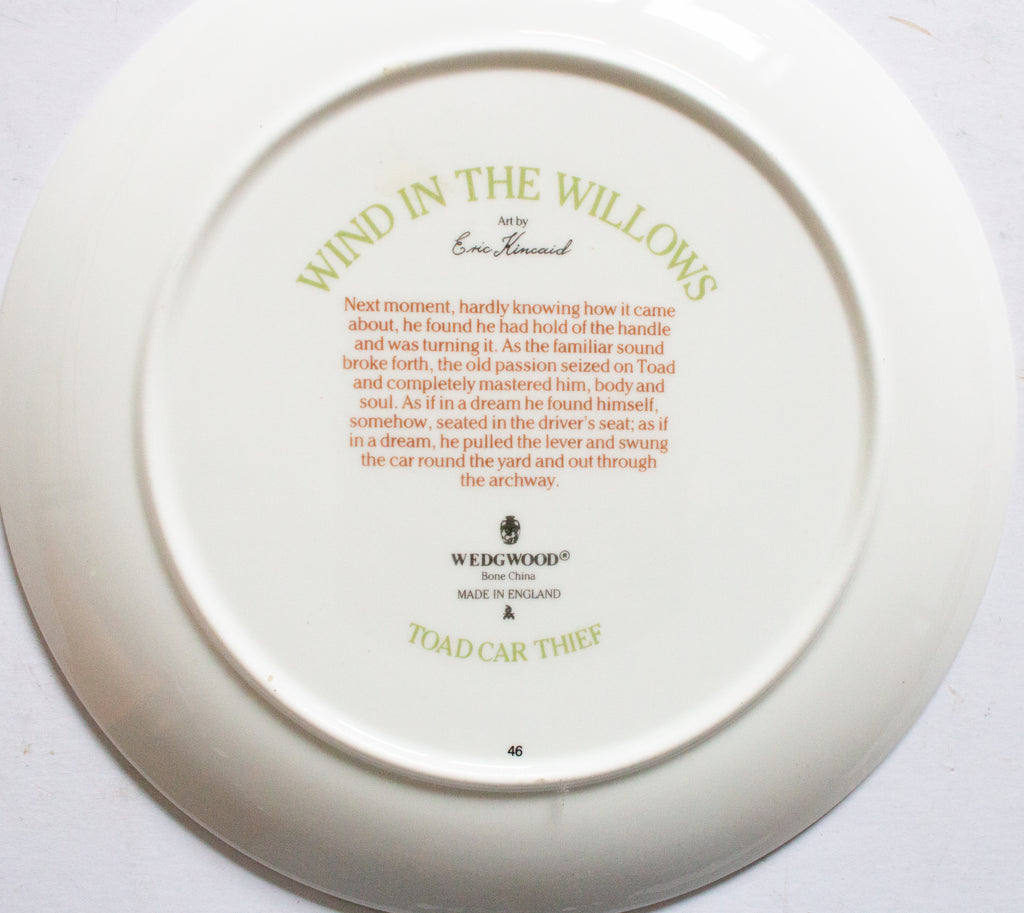 WIND IN THE WILLOWS
Art by
Eric Kincaid
Next moment, hardly knowing how it came
about, he found he had hold of the handle
and was turning it. As the familiar sound
broke forth, the old passion seized on Toad
and completely mastered him, body and
soul. As if in a dream he found himself,
somehow, seated in the driver's seat; as if
in a dream, he pulled the lever and swung
the car round the yard and out through
the archway.
WEDGWOOD®
Bone China
MADE IN ENGLAND
TOAD CAR THIEF
46